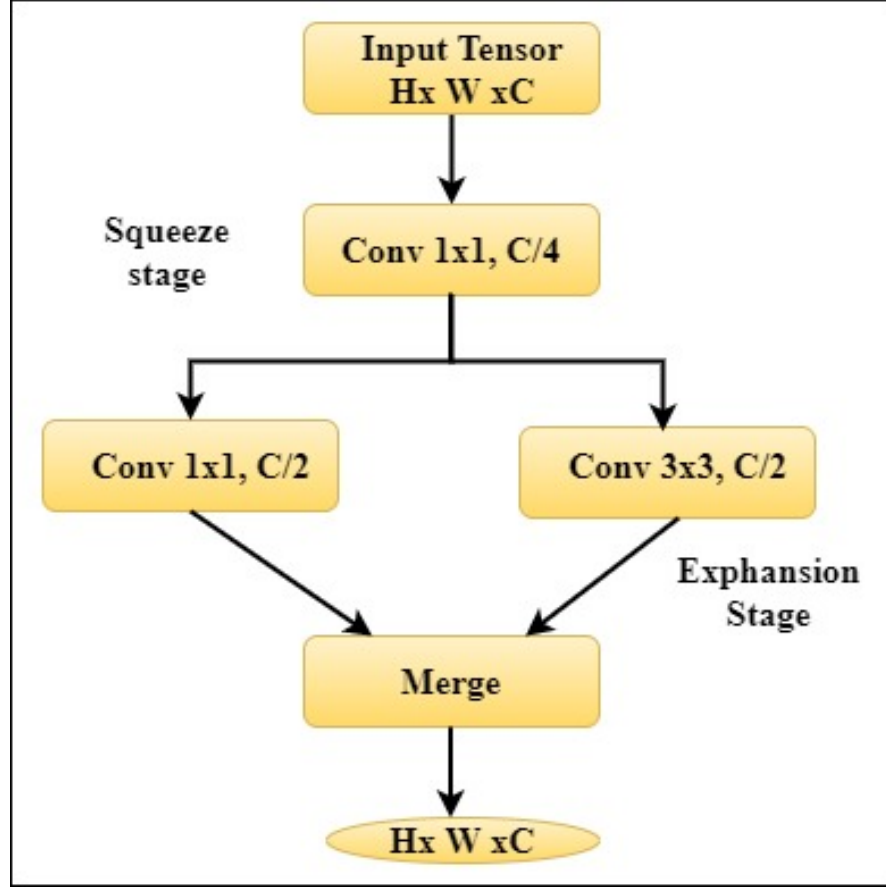 Input Tensor
Hx W xC
Squeeze
stage
Conv 1x1, C/4
Conv 1x1, C/2
Conv 3x3, C/2
Exphansion
Stage
Merge
Hx W xC